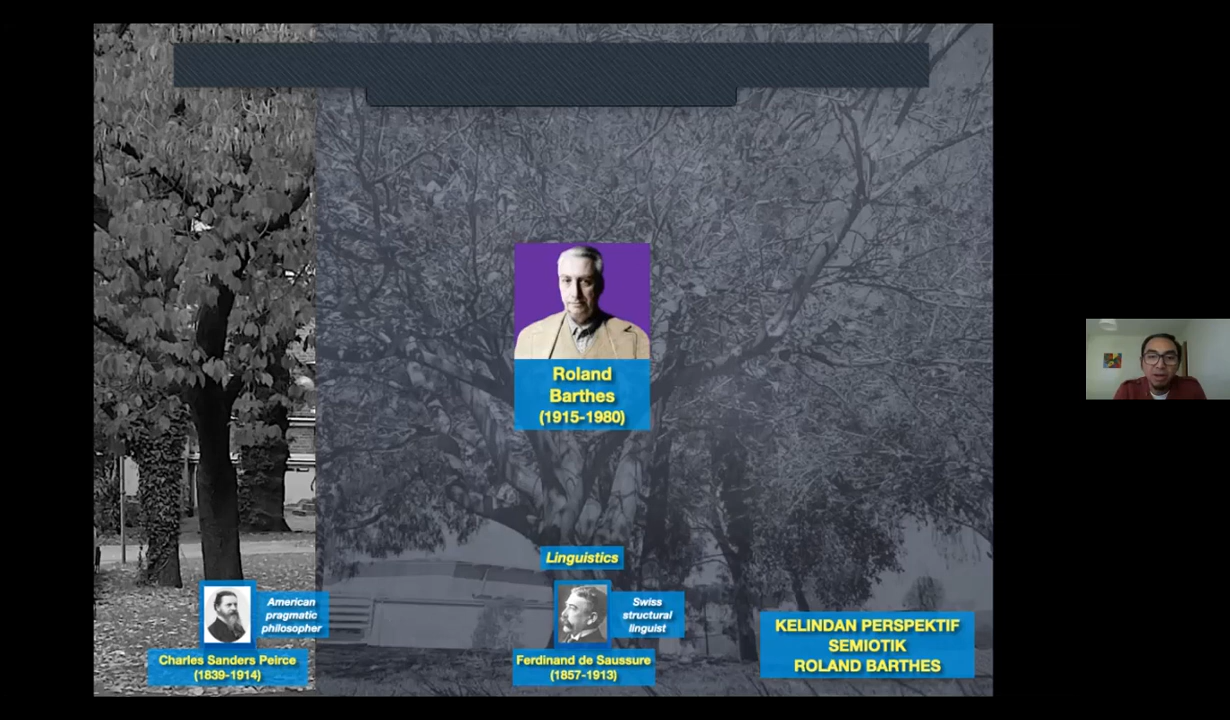 Roland
Barthes
(1915-1980)
Linguistics
American
pragmatic
philosopher
Charles Sanders Peirce
(1839-1914)
Swiss
structural
linguist
Ferdinand de Saussure
(1857-1913)
KELINDAN PERSPEKTIF
SEMIOTIK
ROLAND BARTHES